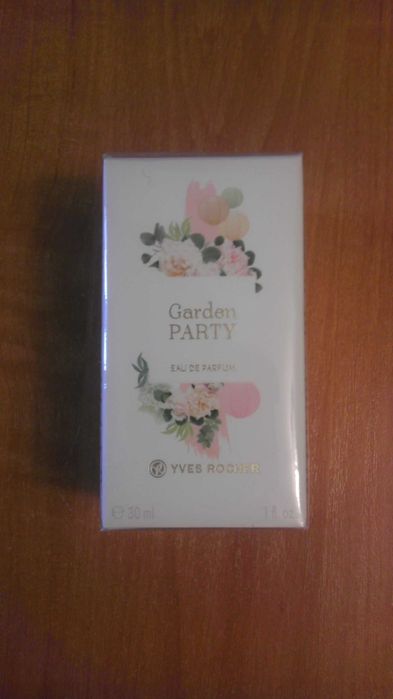 Garden
PARTY
EAU DE PARFUM
YVES ROCHER
℮ 30 ml 1 fl. oz.